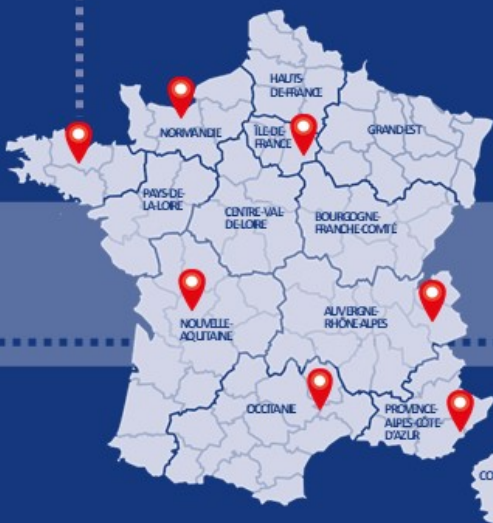 HAUTS-
DE-FRANCE
NORMANDIE
ÎLE-DE-
FRANCE
GRAND EST
PAYS-DE-
LA-LOIRE
CENTRE-VAL
DE-LOIRE
BOURGOGNE-
FRANCHE-COMTÉ
NOUVELLE-
AQUITAINE
AUVERGNE-
RHÔNE-ALPES
OCCITANIE
PROVENCE-
ALPES-CÔTE-
D'AZUR
CO